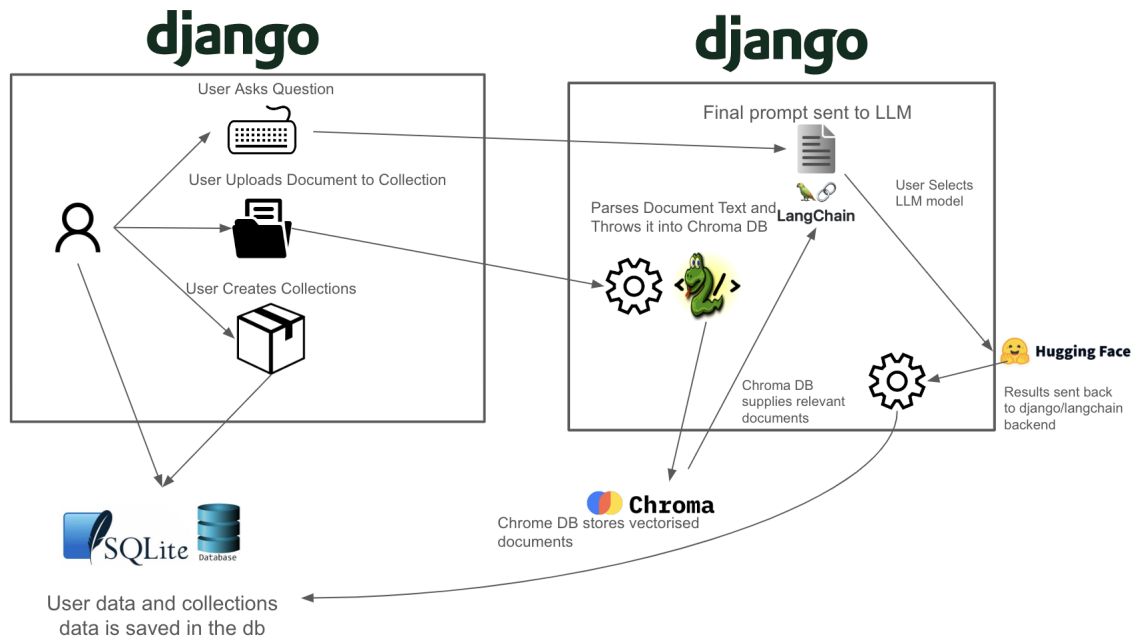 django
django
User Asks Question
User Uploads Document to Collection
User Creates Collections
Final prompt sent to LLM
LangChain
User Selects
LLM model
Parses Document Text and
Throws it into Chroma DB
</>
Hugging Face
Results sent back
to django/langchain
backend
Chroma DB
supplies relevant
documents
Chroma
Chrome DB stores vectorised
documents
SQLite
Database
User data and collections
data is saved in the db